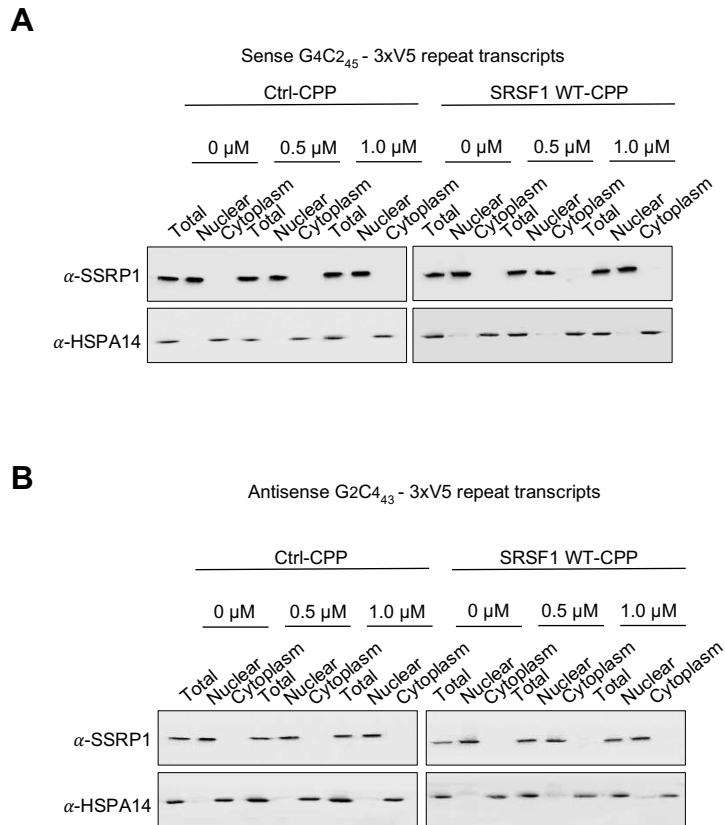 A
Sense G4C2₄₅ - 3xV5 repeat transcripts
Ctrl-CPP SRSF1 WT-CPP
0 µM 0.5 µM 1.0 µM 0 µM 0.5 µM 1.0 µM
Total Nuclear Cytoplasm Total Nuclear Cytoplasm Total Nuclear Cytoplasm Total Nuclear Cytoplasm Total Nuclear Cytoplasm Total Nuclear Cytoplasm
α-SSRP1
α-HSPA14
B
Antisense G2C4₄₃ - 3xV5 repeat transcripts
Ctrl-CPP SRSF1 WT-CPP
0 µM 0.5 µM 1.0 µM 0 µM 0.5 µM 1.0 µM
Total Nuclear Cytoplasm Total Nuclear Cytoplasm Total Nuclear Cytoplasm Total Nuclear Cytoplasm Total Nuclear Cytoplasm Total Nuclear Cytoplasm
α-SSRP1
α-HSPA14